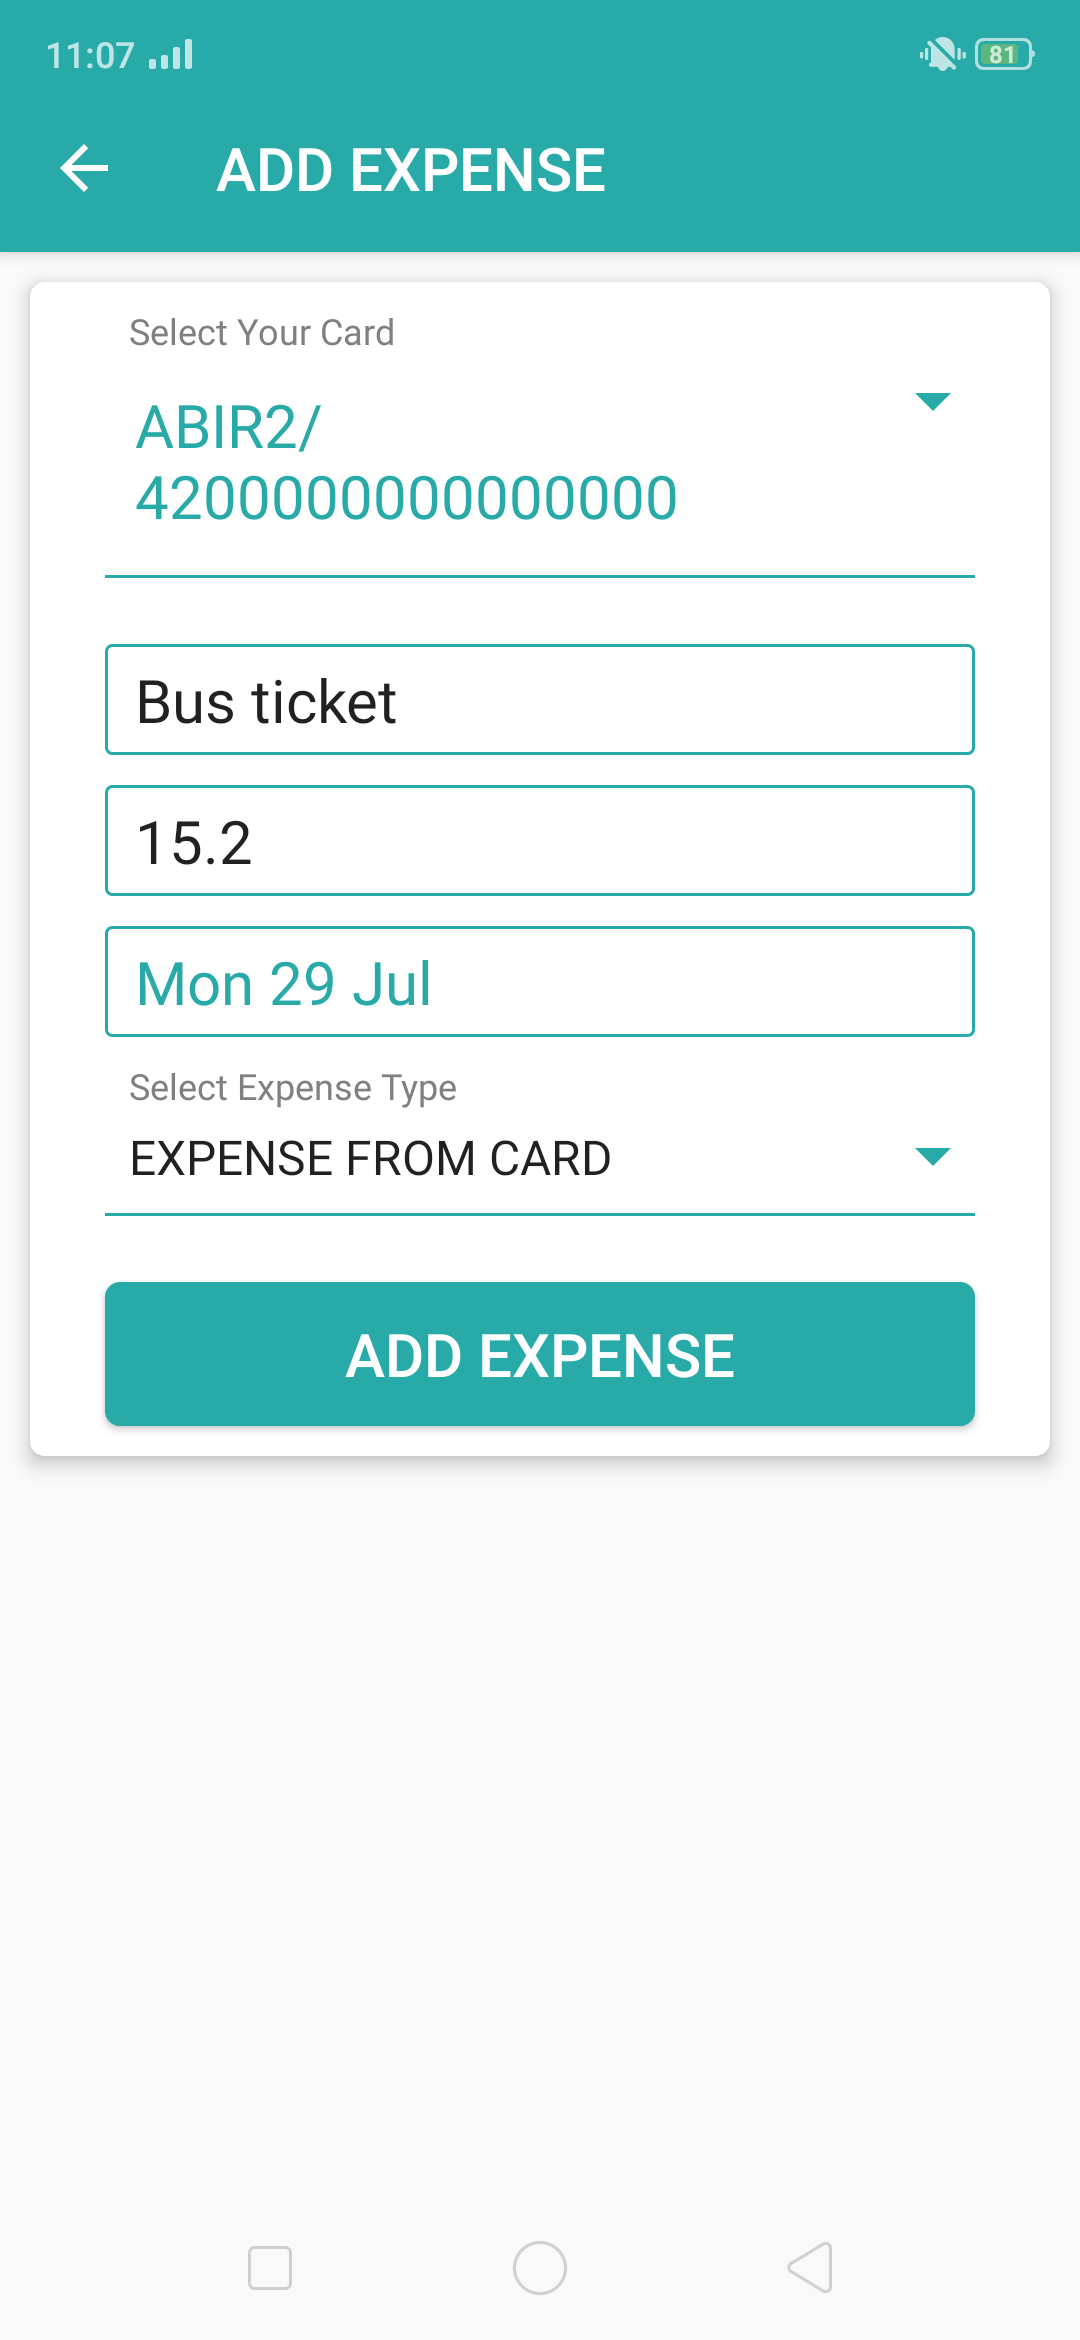 11:07
81
ADD EXPENSE
Select Your Card
ABIR2/
4200000000000000
Bus ticket
15.2
Mon 29 Jul
Select Expense Type
EXPENSE FROM CARD
ADD EXPENSE